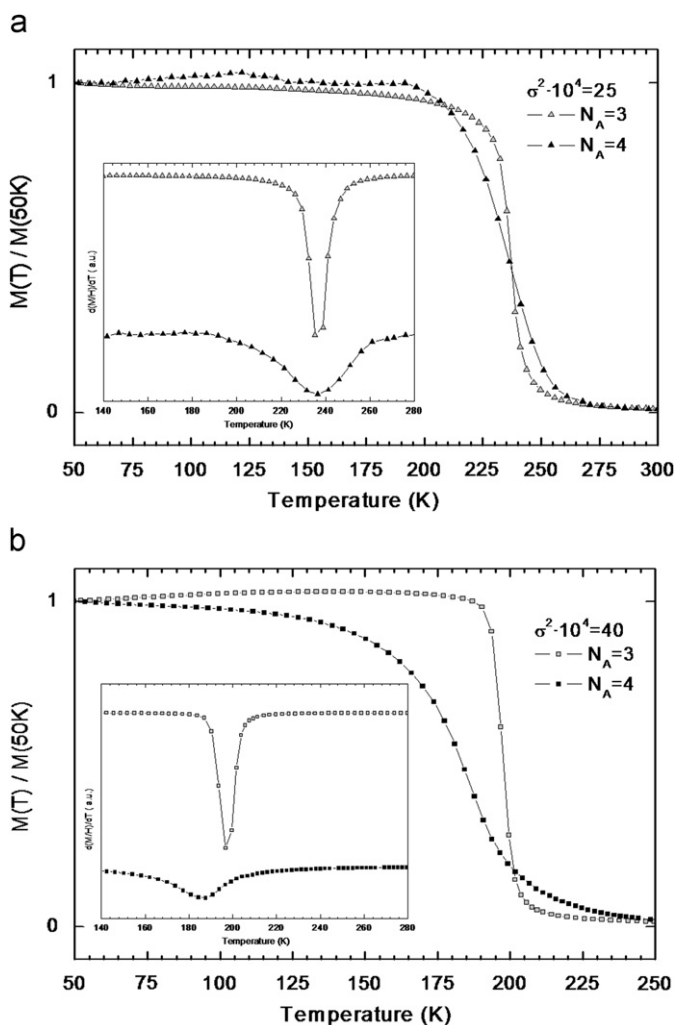 a
1
σ²·10⁴=25
N_A=3
N_A=4
M(T) / M(50K)
d(M/H)/dT ( a.u.)
140 160 180 200 220 240 260 280
Temperature (K)
0
50 75 100 125 150 175 200 225 250 275 300
Temperature (K)
b
1
σ²·10⁴=40
N_A=3
N_A=4
M(T) / M(50K)
d(M/H)/dT ( a.u.)
140 160 180 200 220 240 260 280
Temperature (K)
0
50 75 100 125 150 175 200 225 250
Temperature (K)